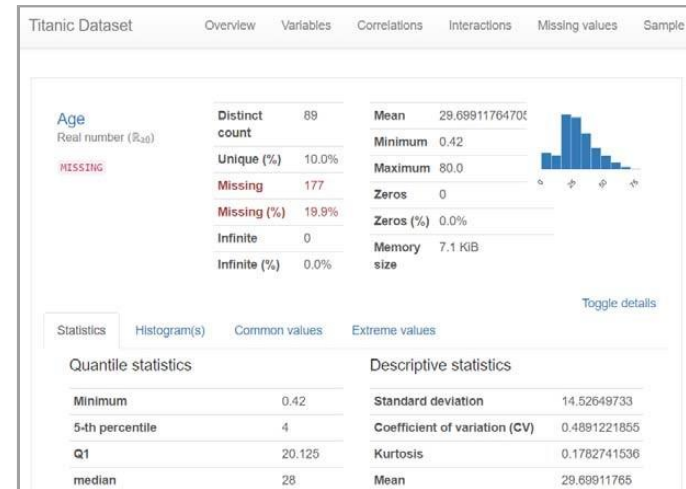 Titanic Dataset Overview Variables Correlations Interactions Missing values Sample
Age
Real number (ℝ≥0)
MISSING
Distinct count 89
Unique (%) 10.0%
Missing 177
Missing (%) 19.9%
Infinite 0
Infinite (%) 0.0%
Mean 29.69911764705
Minimum 0.42
Maximum 80.0
Zeros 0
Zeros (%) 0.0%
Memory size 7.1 KiB
0 25 50 75
Toggle details
Statistics Histogram(s) Common values Extreme values
Quantile statistics
Minimum 0.42
5-th percentile 4
Q1 20.125
median 28
Descriptive statistics
Standard deviation 14.52649733
Coefficient of variation (CV) 0.4891221855
Kurtosis 0.1782741536
Mean 29.69911765